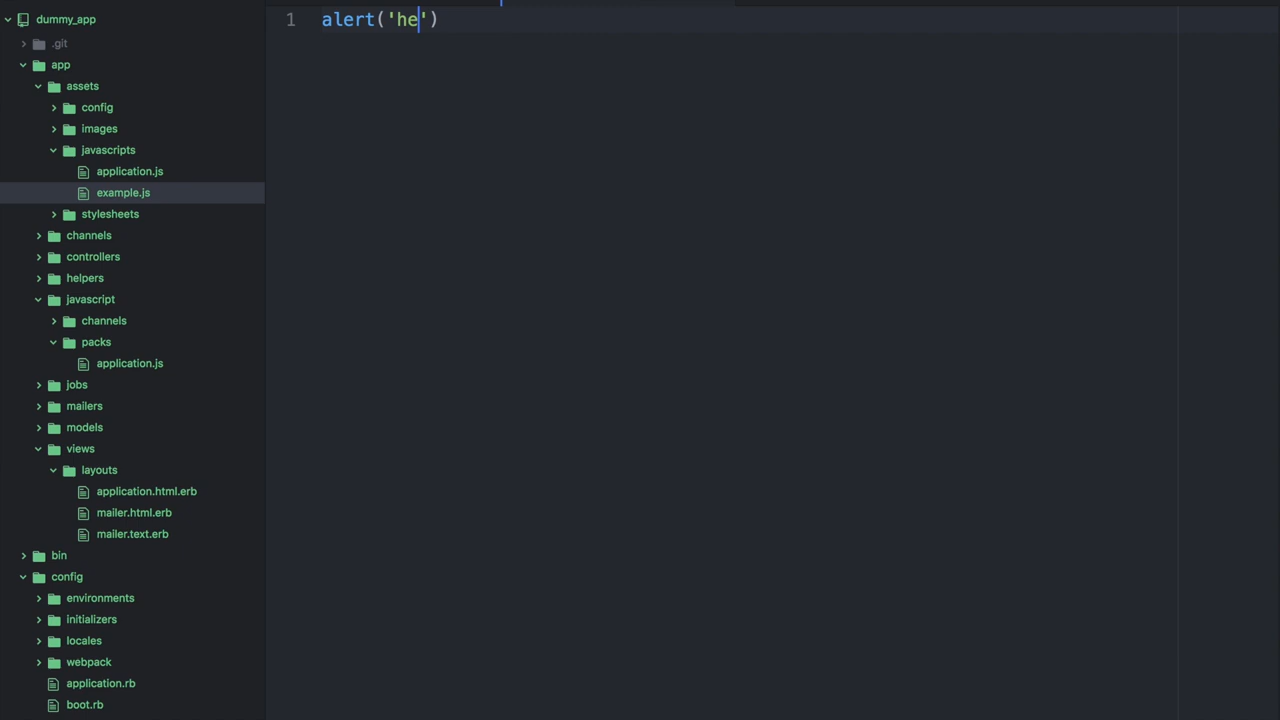 dummy_app
.git
app
assets
config
images
javascripts
application.js
example.js
stylesheets
channels
controllers
helpers
javascript
channels
packs
application.js
jobs
mailers
models
views
layouts
application.html.erb
mailer.html.erb
mailer.text.erb
bin
config
environments
initializers
locales
webpack
application.rb
boot.rb
1 alert('he')